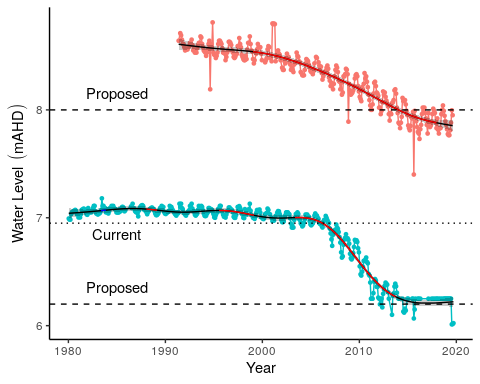 Proposed
8
Water Level (mAHD)
7
Current
Proposed
6
1980 1990 2000 2010 2020
Year